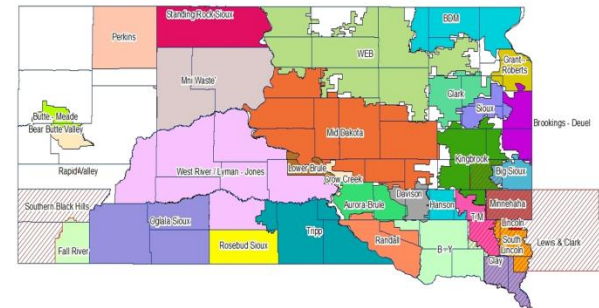 Standing Rock Sioux
BDM
Perkins
WEB
Grant -
Roberts
Mni Waste'
Clark
Sioux
Butte - Meade
Bear Butte Valley
Brookings - Deuel
Mid Dakota
Kingbrook
Rapid Valley
West River / Lyman - Jones
Lower Brule
Big Sioux
Crow Creek
Southern Black Hills
Aurora-Brule
Davison
Hanson
Minnehaha
Oglala Sioux
T-M
Lincoln
Fall River
Rosebud Sioux
Tripp
Randall
B - Y
South
Lincoln
Lewis & Clark
Clay